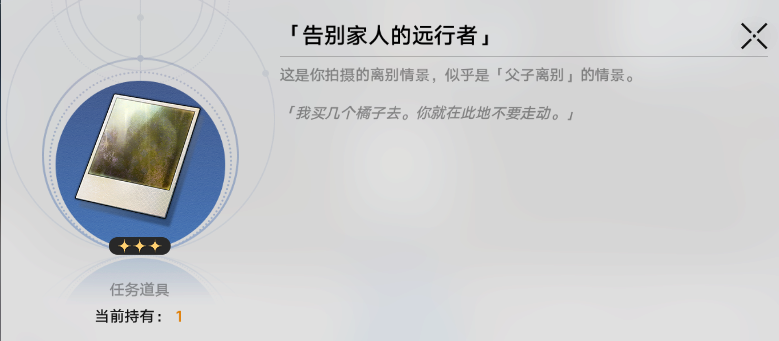 「告别家人的远行者」
这是你拍摄的离别情景，似乎是「父子离别」的情景。
「我买几个橘子去。你就在此地不要走动。」
任务道具
当前持有：1